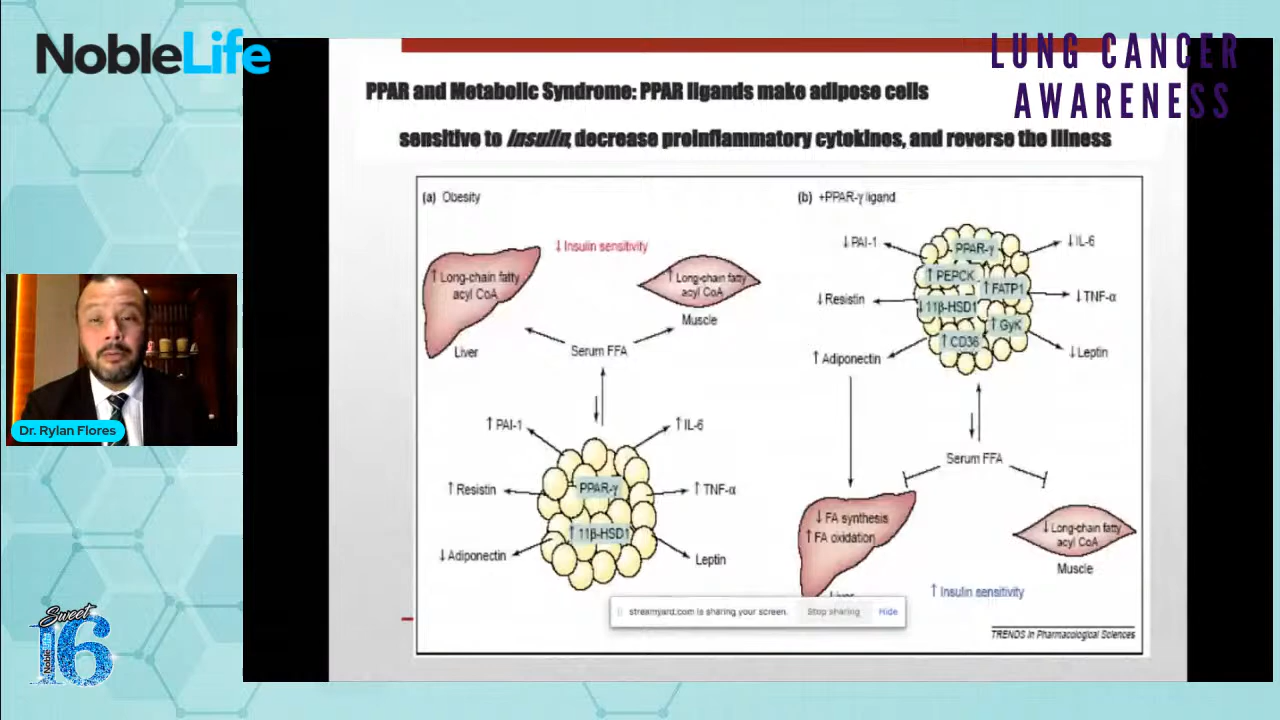 NobleLife
LUNG CANCER
AWARENESS
PPAR and Metabolic Syndrome: PPAR ligands make adipose cells
sensitive to insulin, decrease proinflammatory cytokines, and reverse the illness
(a) Obesity
↓ Insulin sensitivity
↑ Long-chain fatty
acyl CoA
Liver
↑ Long-chain fatty
acyl CoA
Muscle
Serum FFA
↑ PAI-1
↑ IL-6
↑ Resistin
PPAR-γ
↑ TNF-α
↑ 11β-HSD1
↓ Adiponectin
Leptin
(b) +PPAR-γ ligand
↓ PAI-1
PPAR-γ
↓ IL-6
↑ PEPCK
↑ FATP1
↓ Resistin
↓ 11β-HSD1
↓ TNF-α
↑ GyK
↑ CD36
↑ Adiponectin
↓ Leptin
Serum FFA
↓ FA synthesis
↑ FA oxidation
Liver
↓ Long-chain fatty
acyl CoA
Muscle
↑ Insulin sensitivity
TRENDS in Pharmacological Sciences
streamyard.com is sharing your screen.
Stop sharing
Hide
Dr. Rylan Flores
Sweet
16
Noble